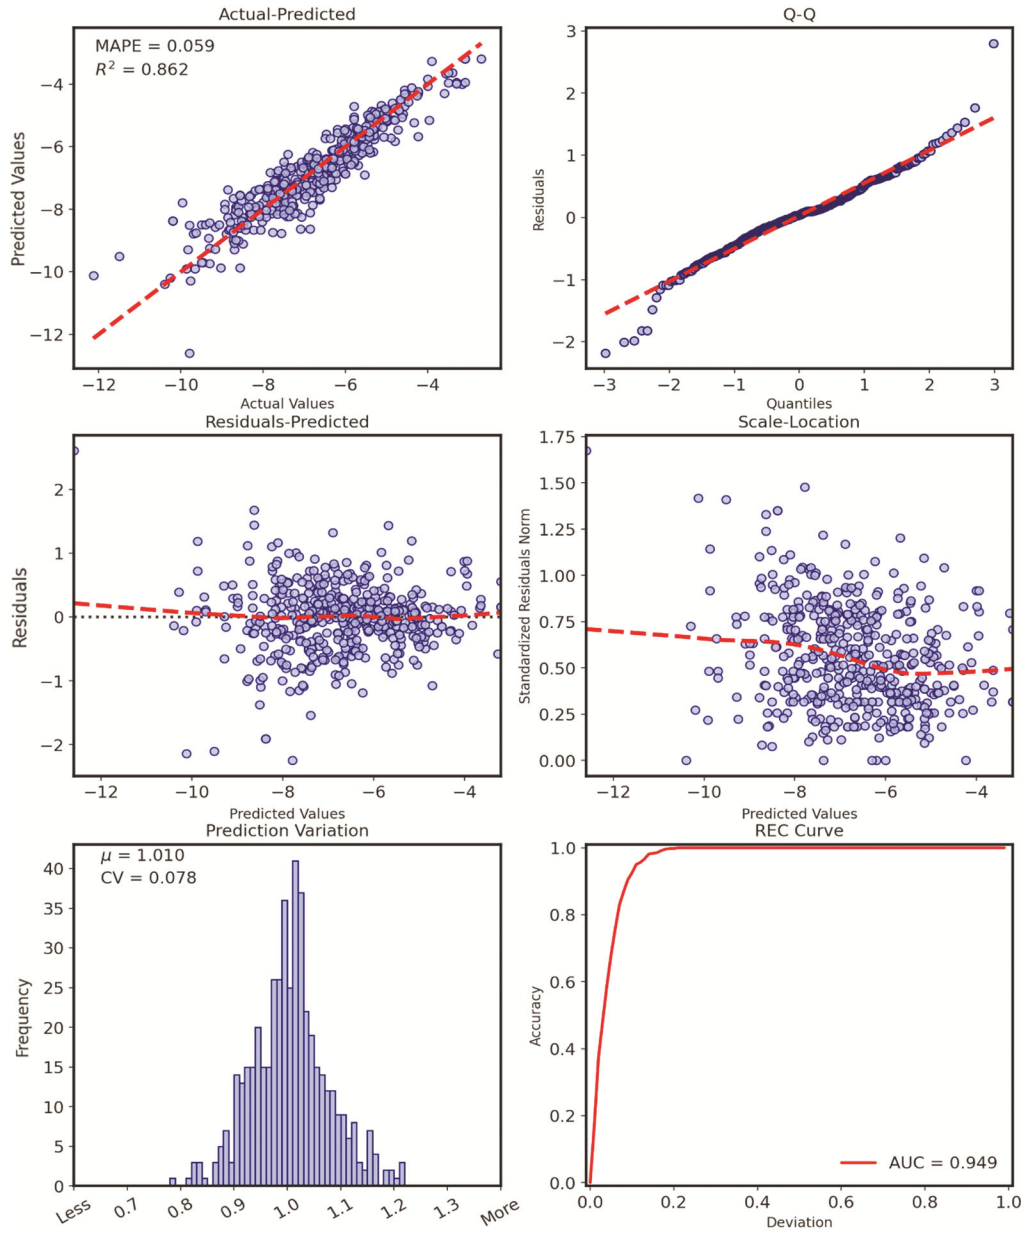 Actual-Predicted
MAPE = 0.059
R² = 0.862
Predicted Values
−4
−6
−8
−10
−12
−12 −10 −8 −6 −4
Actual Values
Q-Q
Residuals
3
2
1
0
−1
−2
−3 −2 −1 0 1 2 3
Quantiles
Residuals-Predicted
Residuals
2
1
0
−1
−2
−12 −10 −8 −6 −4
Predicted Values
Scale-Location
Standardized Residuals Norm
1.75
1.50
1.25
1.00
0.75
0.50
0.25
0.00
−12 −10 −8 −6 −4
Predicted Values
Prediction Variation
μ = 1.010
CV = 0.078
Frequency
40
35
30
25
20
15
10
5
0
Less 0.7 0.8 0.9 1.0 1.1 1.2 1.3 More
REC Curve
Accuracy
1.0
0.8
0.6
0.4
0.2
0.0
AUC = 0.949
0.0 0.2 0.4 0.6 0.8 1.0
Deviation